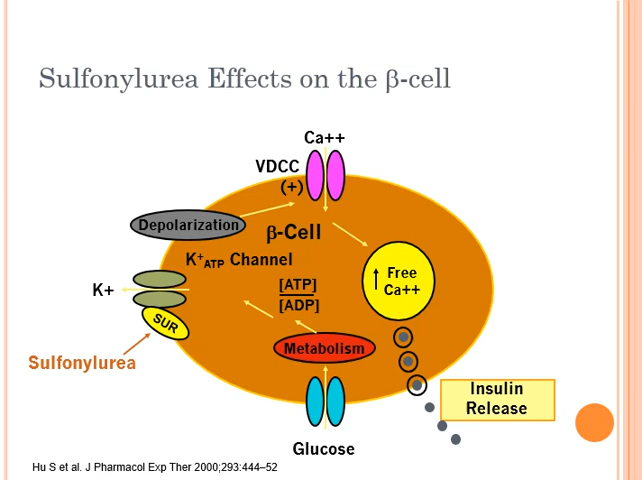 Sulfonylurea Effects on the β-cell
Ca++
VDCC
(+)
Depolarization
β-Cell
K+ATP Channel
Free
Ca++
K+
[ATP]
[ADP]
SUR
Metabolism
Sulfonylurea
Insulin
Release
Glucose
Hu S et al. J Pharmacol Exp Ther 2000;293:444–52